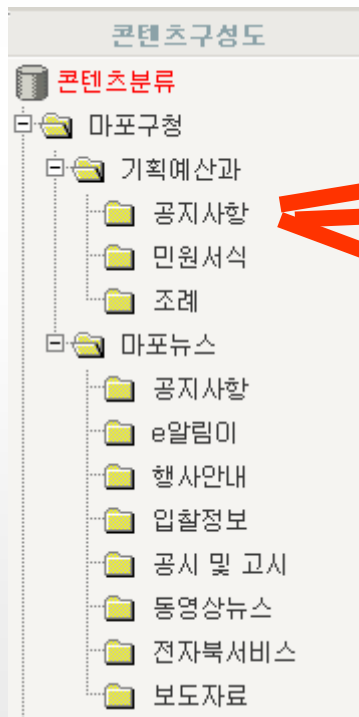 콘텐츠구성도
콘텐츠분류
마포구청
기획예산과
공지사항
민원서식
조례
마포뉴스
공지사항
e알림이
행사안내
입찰정보
공시 및 고시
동영상뉴스
전자북서비스
보도자료